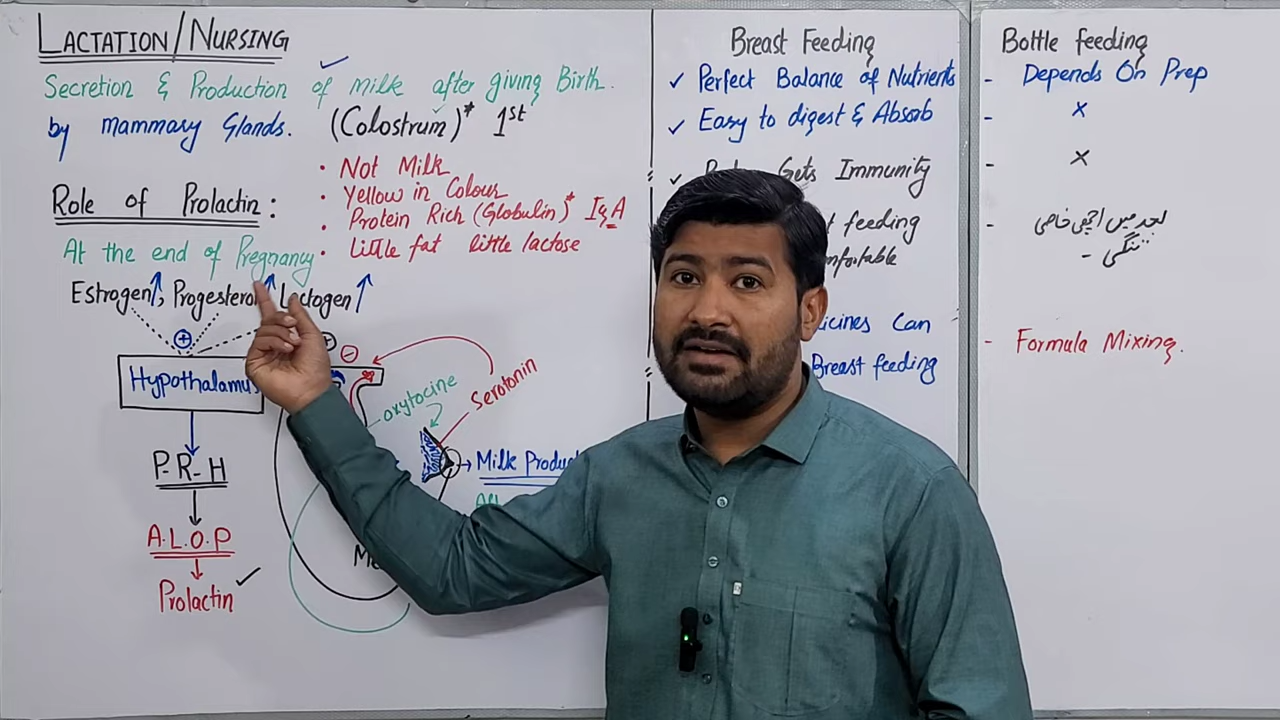 LACTATION/NURSING
Secretion & Production of milk after giving Birth.
by mammary Glands. (Colostrum)* 1st
• Not Milk
• Yellow in Colour
• Protein Rich (Globulin)* IgA
• Little fat little lactose
Role of Prolactin:
At the end of Pregnancy
Estrogen↑, Progesteron↑ Lactogen↑
Hypothalamus
P-R-H
A.L.O.P
Prolactin ✓
oxytocine
Serotonin
→ Milk Produc
Breast Feeding
✓ Perfect Balance of Nutrients
✓ Easy to digest & Absorb
✓ Gets Immunity
feeding
Can
Breast feeding
Bottle feeding
- Depends On Prep
- ×
- ×
- بعد میں اچھی خاصی
- Formula Mixing.